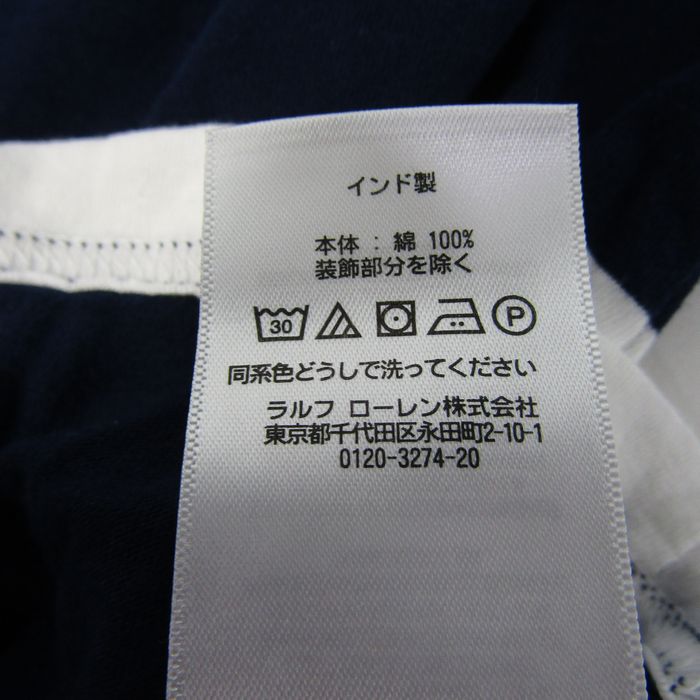 インド製
本体 : 綿 100%
装飾部分を除く
30 P
同系色どうしで洗ってください
ラルフ ローレン株式会社
東京都千代田区永田町2-10-1
0120-3274-20